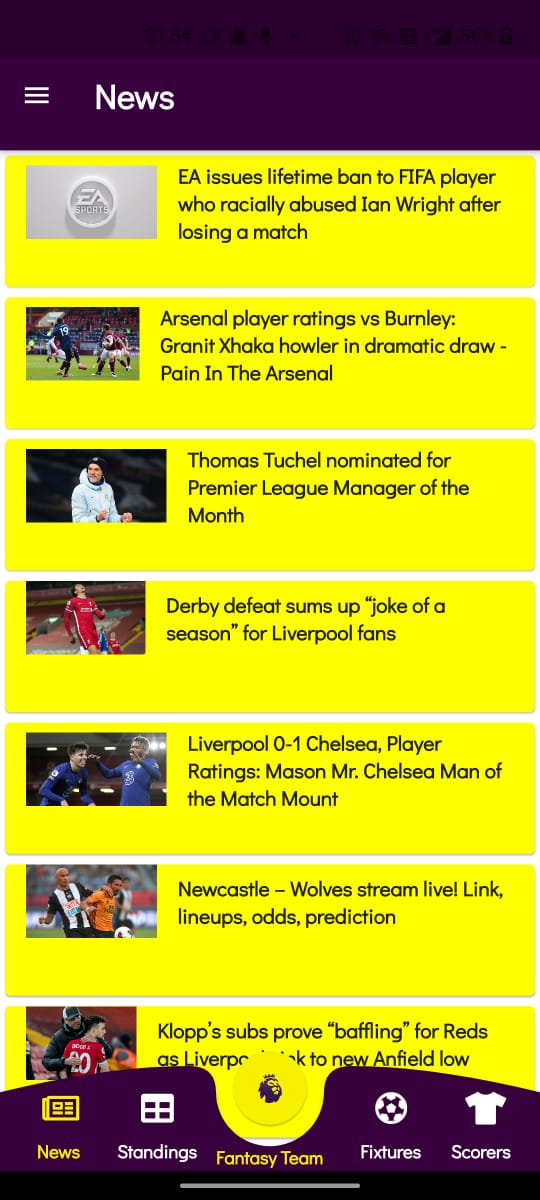 21:54 66%
News
EA SPORTS
EA issues lifetime ban to FIFA player
who racially abused Ian Wright after
losing a match
19
Arsenal player ratings vs Burnley:
Granit Xhaka howler in dramatic draw -
Pain In The Arsenal
Thomas Tuchel nominated for
Premier League Manager of the
Month
Derby defeat sums up “joke of a
season” for Liverpool fans
3
Liverpool 0-1 Chelsea, Player
Ratings: Mason Mr. Chelsea Man of
the Match Mount
Newcastle – Wolves stream live! Link,
lineups, odds, prediction
DIOGO J.
20
Klopp’s subs prove “baffling” for Reds
as to new Anfield low
News
Standings
Fantasy Team
Fixtures
Scorers